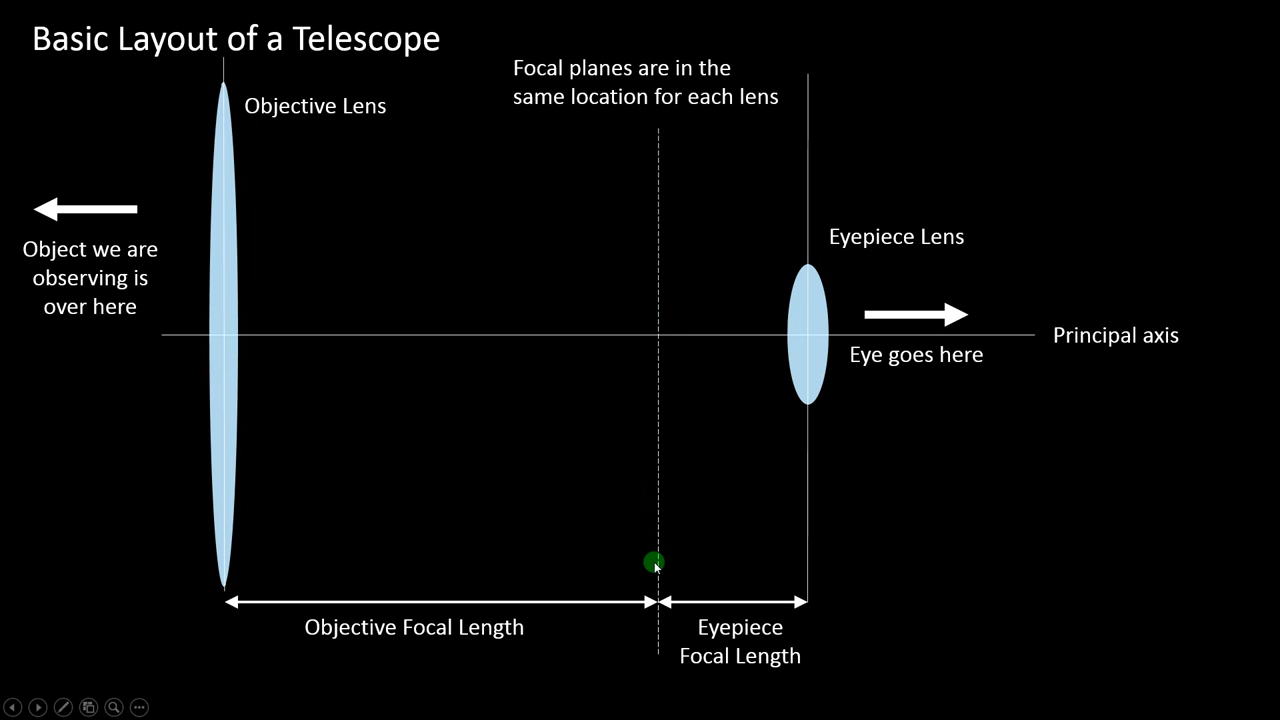 Basic Layout of a Telescope
Focal planes are in the
same location for each lens
Objective Lens
Object we are
observing is
over here
Eyepiece Lens
Principal axis
Eye goes here
Objective Focal Length
Eyepiece
Focal Length